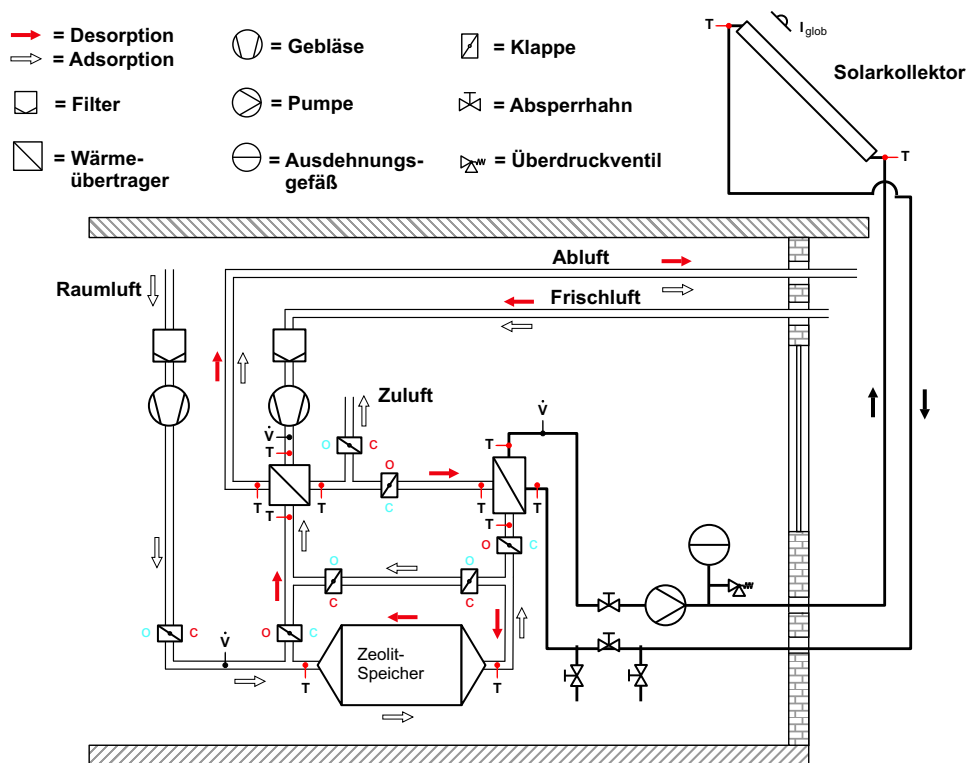 = Desorption
= Adsorption
= Gebläse
= Klappe
= Filter
= Pumpe
= Absperrhahn
= Wärme-
übertrager
= Ausdehnungs-
gefäß
= Überdruckventil
T
I glob
Solarkollektor
T
Abluft
Raumluft
Frischluft
Zuluft
V̇
V̇
T
O
C
O
C
T
T
T
T
T
T
T
O
C
O
C
O
C
O
C
O
C
V̇
T
Zeolit-
Speicher
T